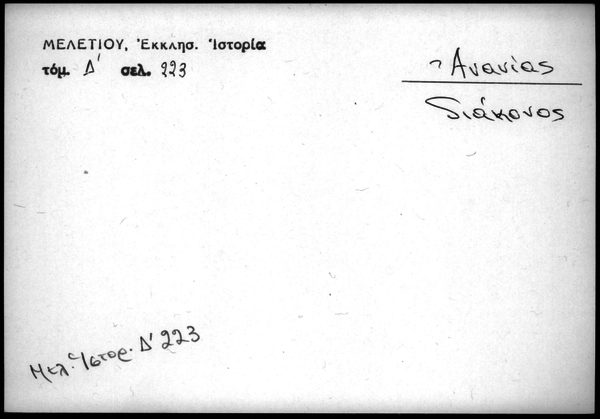 ΜΕΛΕΤΙΟΥ, Ἐκκλησ. Ἱστορία
τόμ. Δ' σελ. 223
Ἀνανίας
διάκονος
Μελ. Ἱστορ. Δ' 223